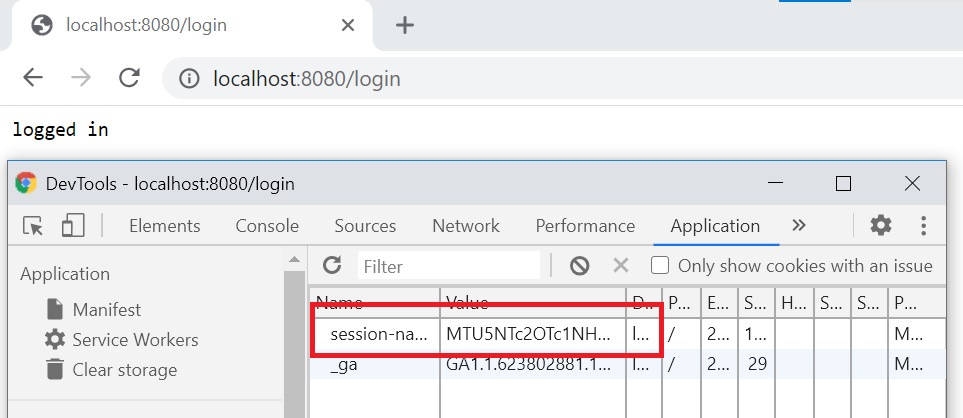 localhost:8080/login
localhost:8080/login
logged in
DevTools - localhost:8080/login
Elements Console Sources Network Performance Application »
Application
Filter
Only show cookies with an issue
Manifest
Service Workers
Clear storage
Name Value D... P... E... S... H... S... S... P...
session-na... MTU5NTc2OTc1NH... l... / 2... 1... M...
_ga GA1.1.623802881.1... l... / 2... 29 M...